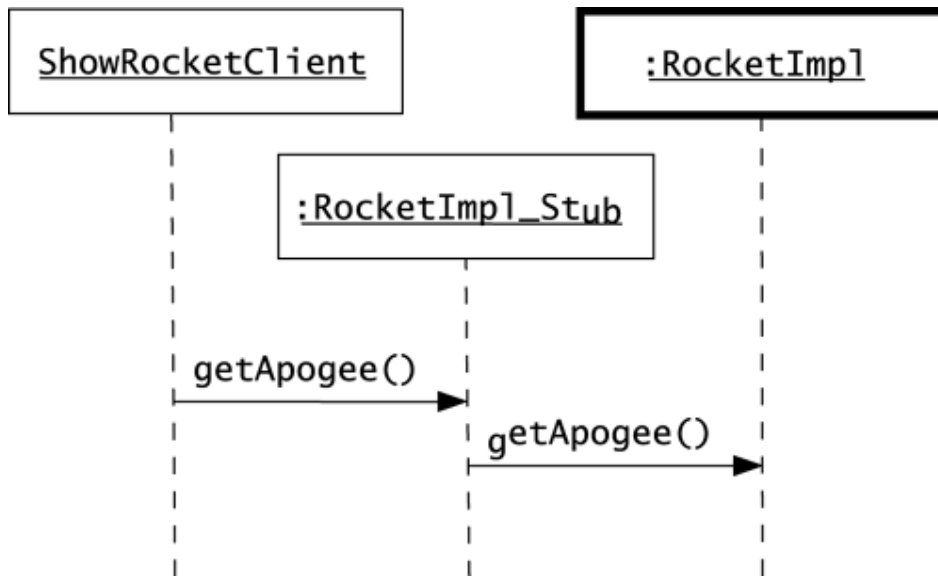 ShowRocketClient
:RocketImpl
:RocketImpl_Stub
getApogee()
getApogee()